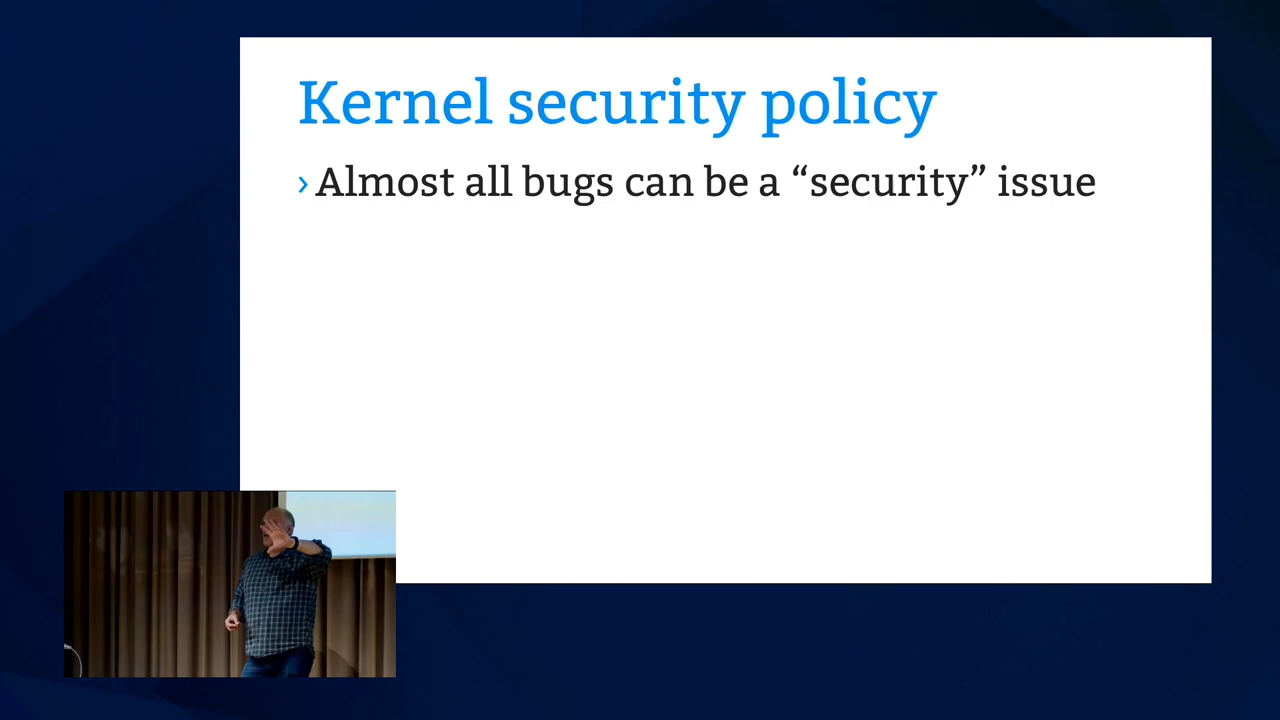 Kernel security policy
› Almost all bugs can be a “security” issue